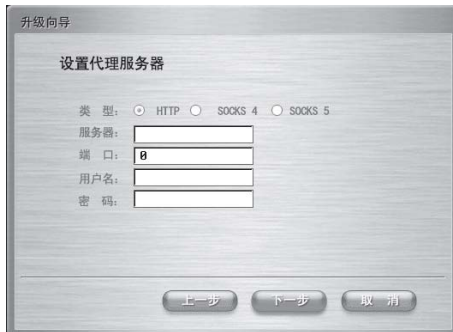 升级向导
设置代理服务器
类 型: HTTP SOCKS 4 SOCKS 5
服务器:
端 口: 0
用户名:
密 码:
上一步 下一步 取 消